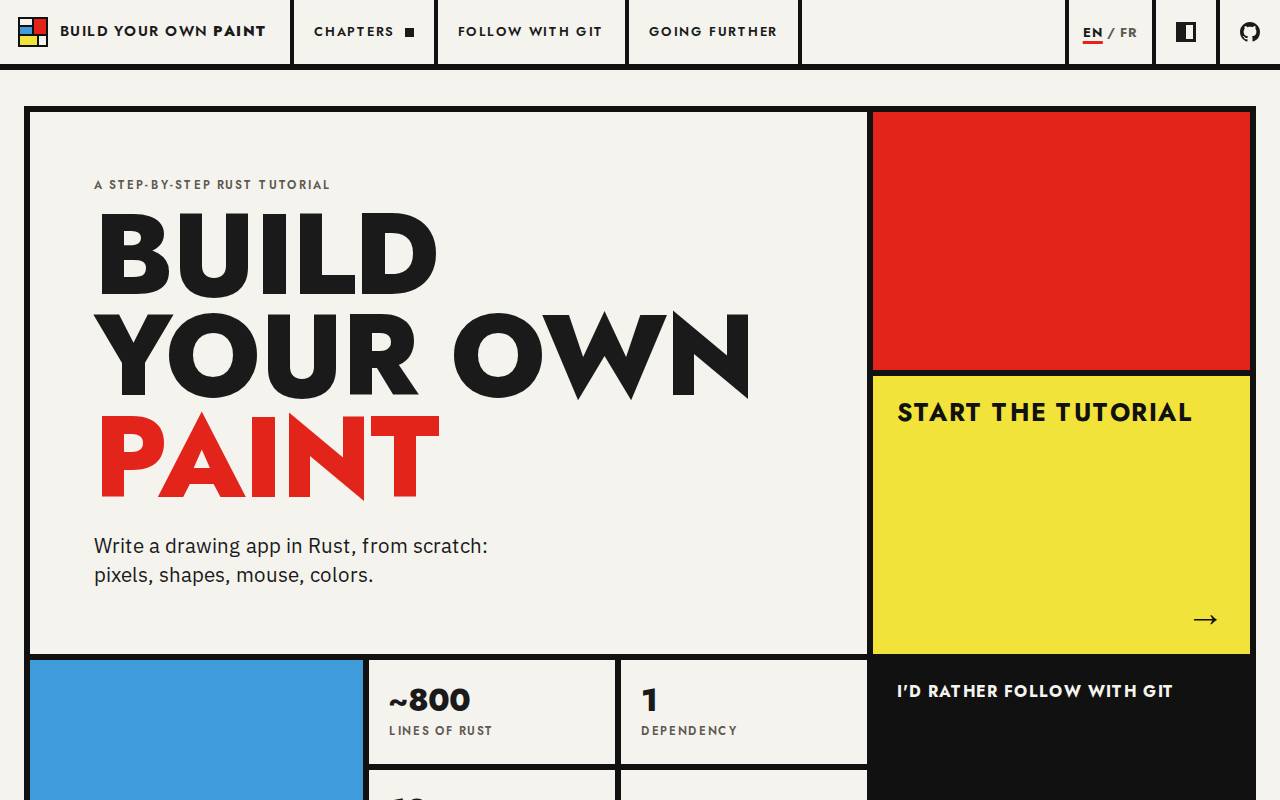 BUILD YOUR OWN PAINT
CHAPTERS
FOLLOW WITH GIT
GOING FURTHER
EN / FR
A STEP-BY-STEP RUST TUTORIAL
BUILD
YOUR OWN
PAINT
Write a drawing app in Rust, from scratch:
pixels, shapes, mouse, colors.
START THE TUTORIAL
→
~800
LINES OF RUST
1
DEPENDENCY
I'D RATHER FOLLOW WITH GIT